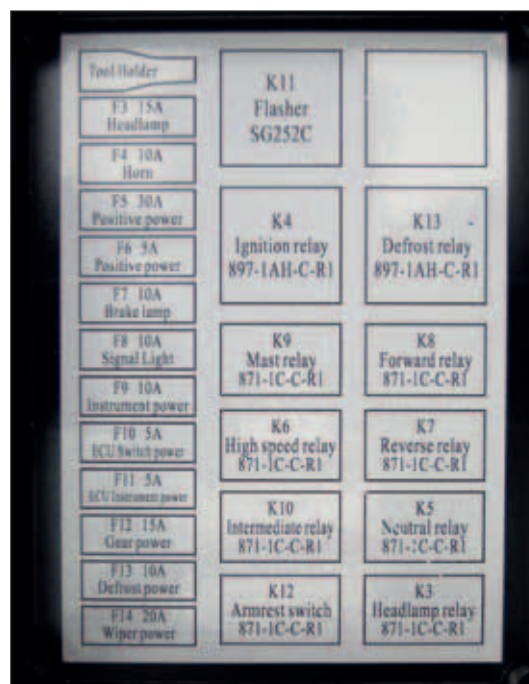 Tool Holder
F3 15A
Headlamp
F4 10A
Horn
F5 30A
Positive power
F6 5A
Positive power
F7 10A
Brake lamp
F8 10A
Signal Light
F9 10A
Instrument power
F10 5A
ECU Switch power
F11 5A
ECU Instrument power
F12 15A
Gear power
F13 10A
Defrost power
F14 20A
Wiper power
K11
Flasher
SG252C
K4
Ignition relay
897-1AH-C-R1
K13
Defrost relay
897-1AH-C-R1
K9
Mast relay
871-1C-C-R1
K8
Forward relay
871-1C-C-R1
K6
High speed relay
871-1C-C-R1
K7
Reverse relay
871-1C-C-R1
K10
Intermediate relay
871-1C-C-R1
K5
Neutral relay
871-1C-C-R1
K12
Armrest switch
871-1C-C-R1
K3
Headlamp relay
871-1C-C-R1